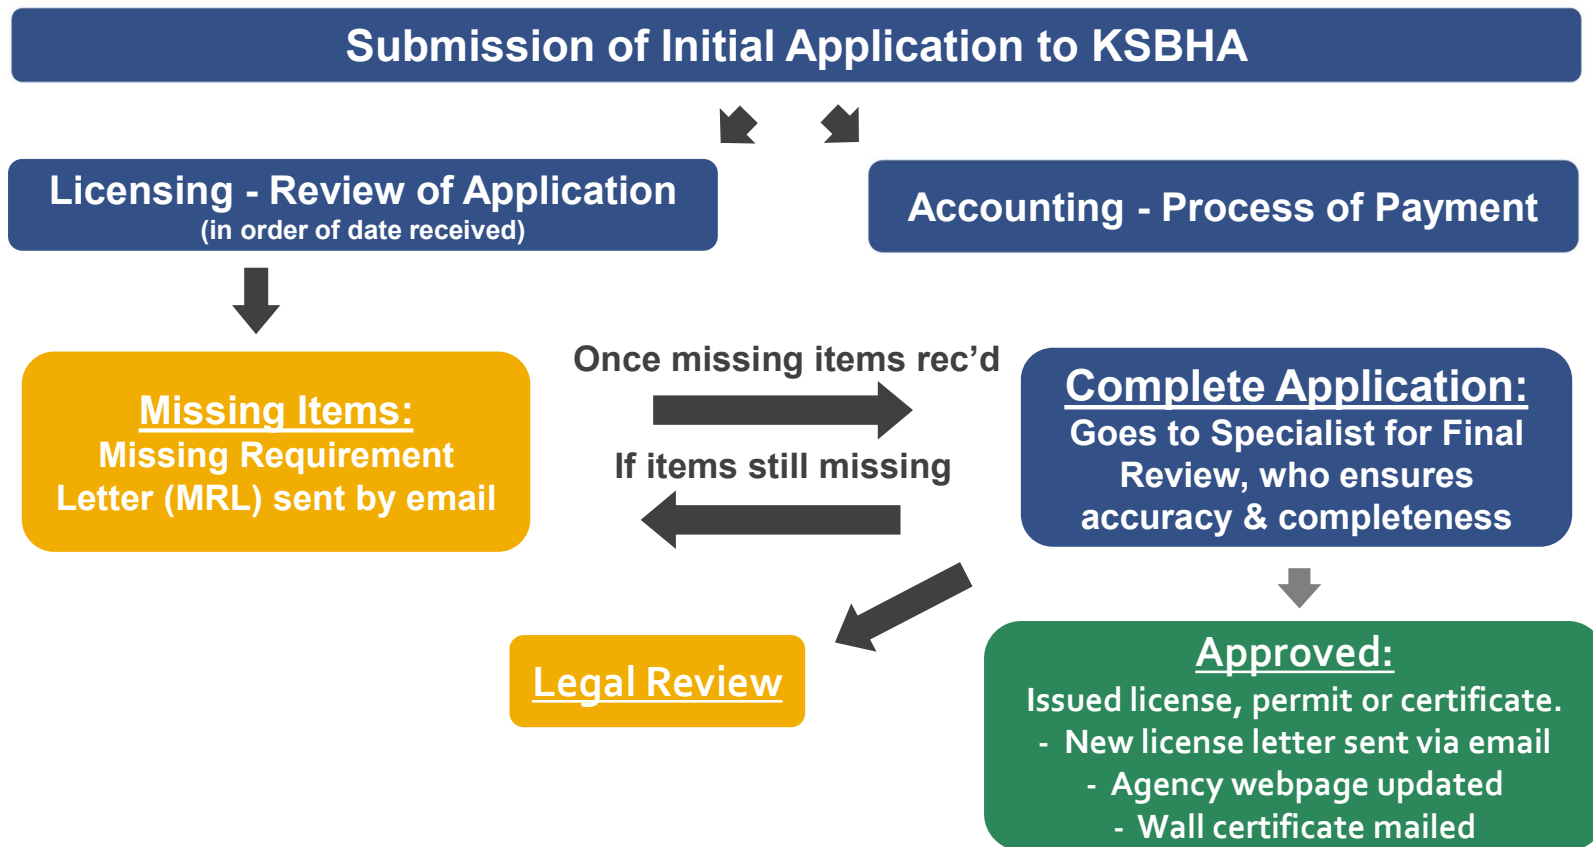 Submission of Initial Application to KSBHA
Licensing - Review of Application
(in order of date received)
Accounting - Process of Payment
Missing Items:
Missing Requirement
Letter (MRL) sent by email
Once missing items rec’d
If items still missing
Complete Application:
Goes to Specialist for Final
Review, who ensures
accuracy & completeness
Legal Review
Approved:
Issued license, permit or certificate.
- New license letter sent via email
- Agency webpage updated
- Wall certificate mailed